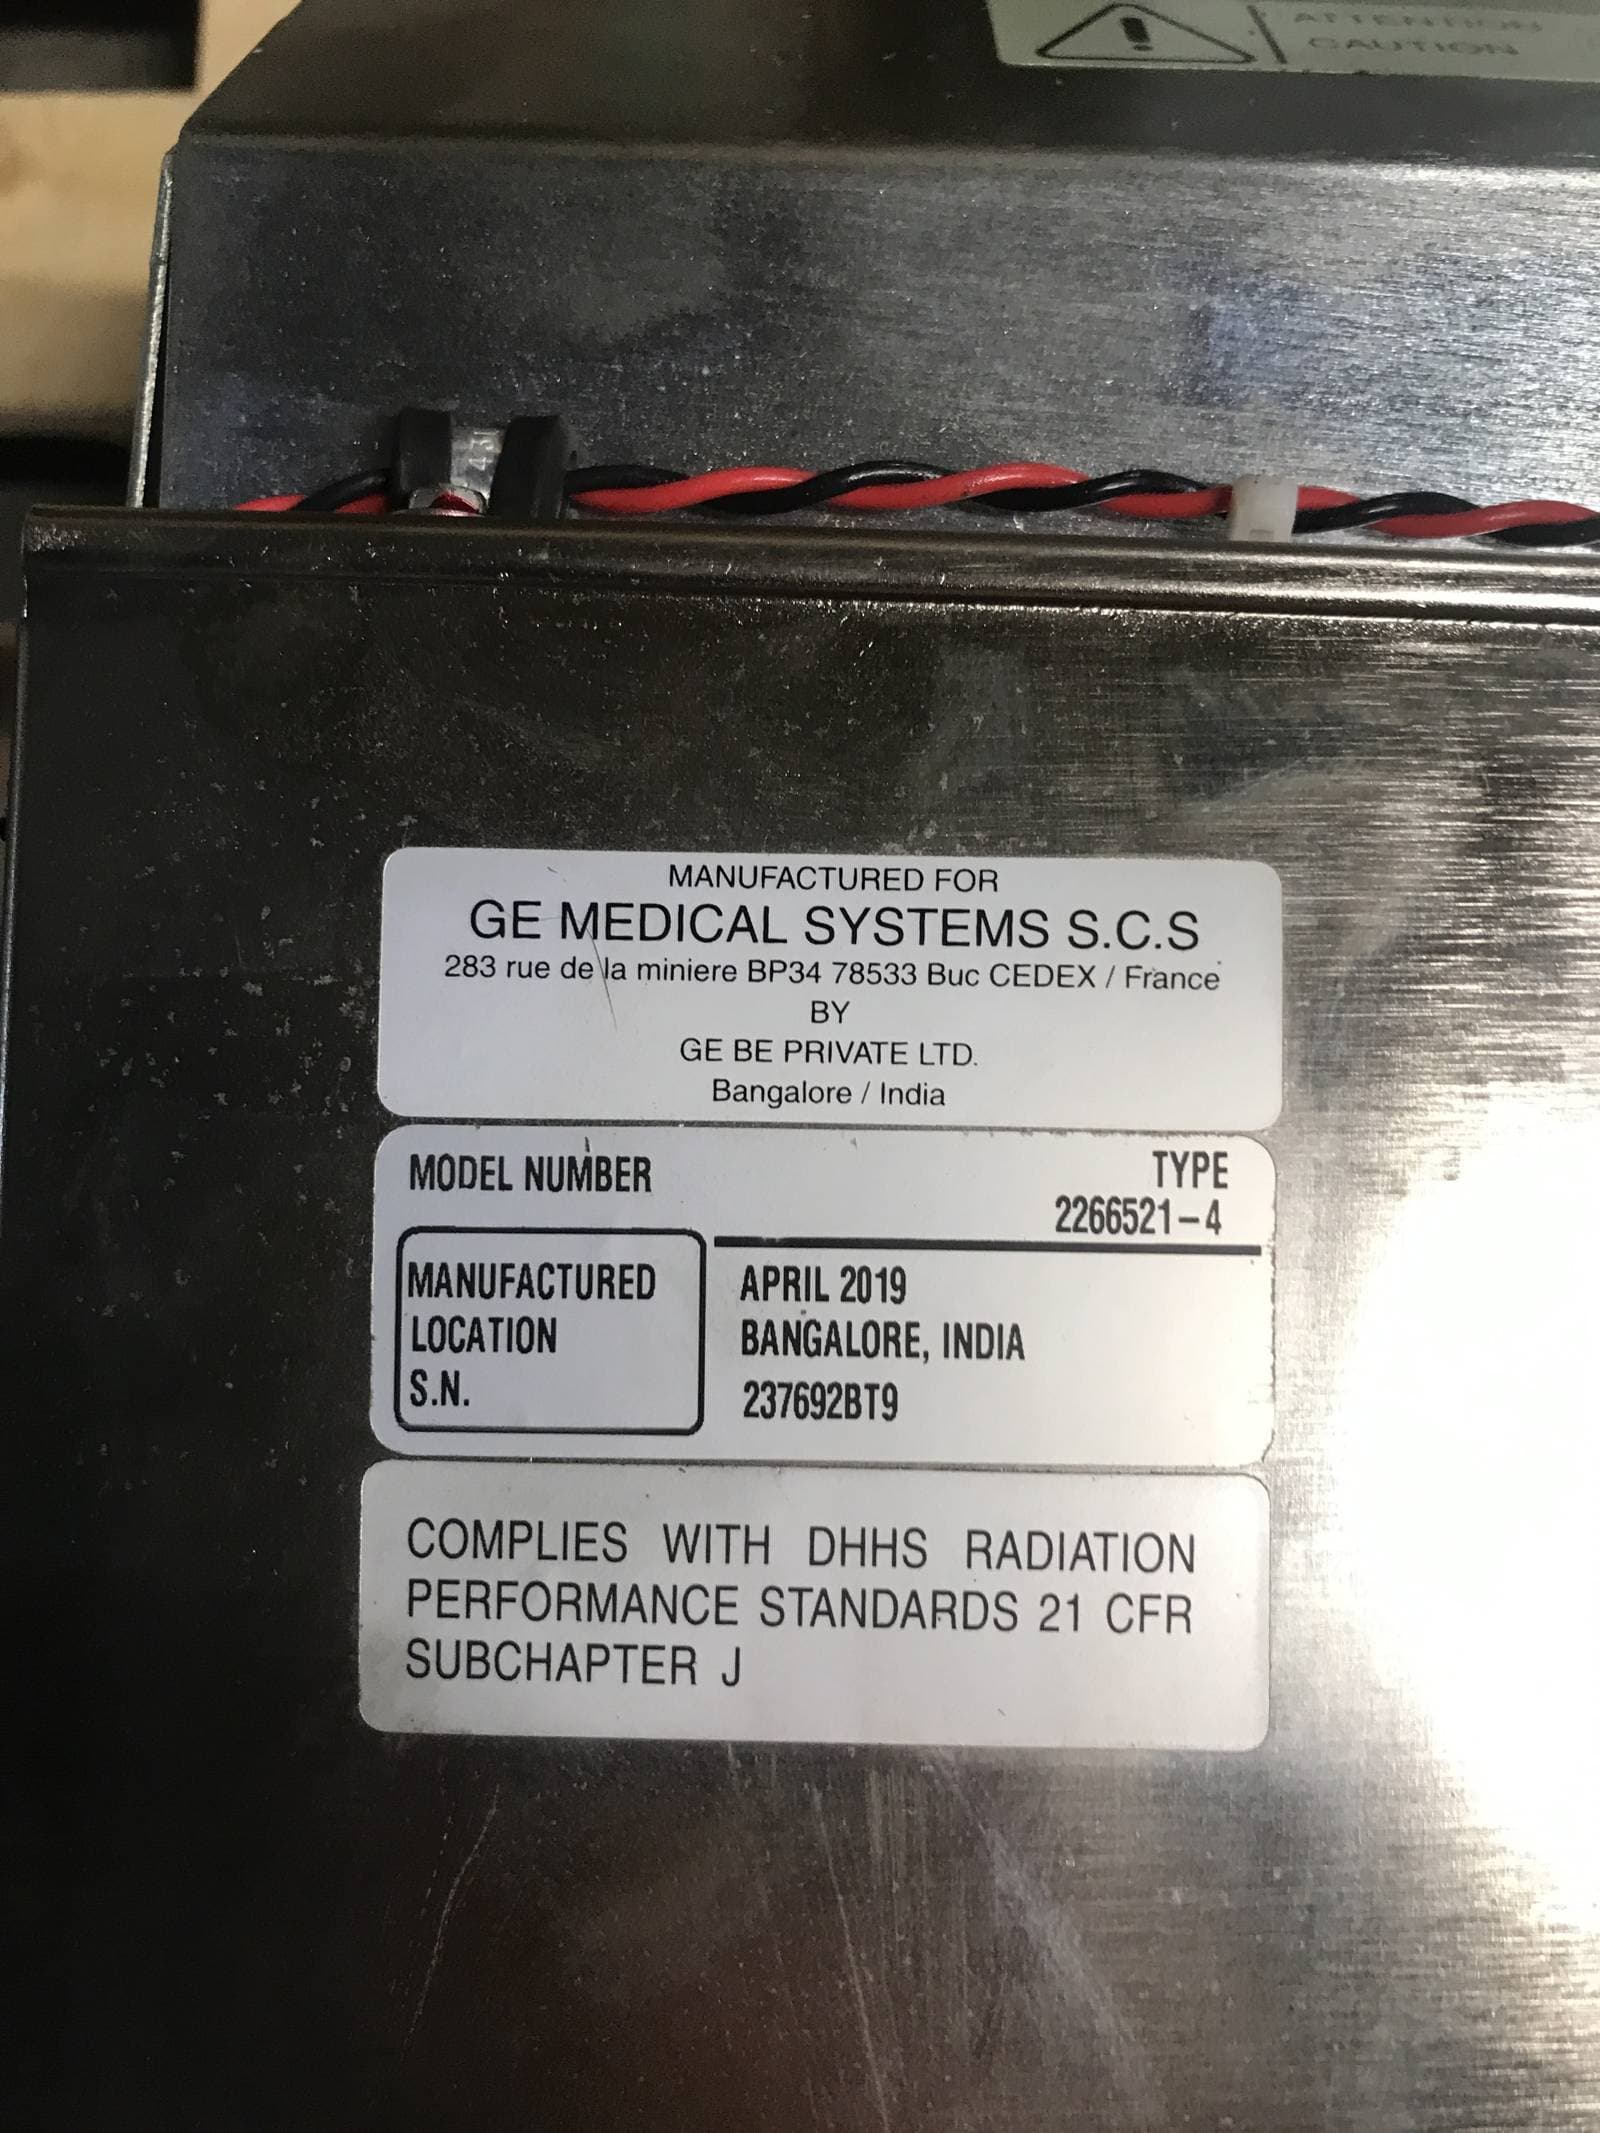 ATTENTION
CAUTION
MANUFACTURED FOR
GE MEDICAL SYSTEMS S.C.S
283 rue de la miniere BP34 78533 Buc CEDEX / France
BY
GE BE PRIVATE LTD.
Bangalore / India
MODEL NUMBER TYPE
2266521-4
MANUFACTURED APRIL 2019
LOCATION BANGALORE, INDIA
S.N. 237692BT9
COMPLIES WITH DHHS RADIATION
PERFORMANCE STANDARDS 21 CFR
SUBCHAPTER J